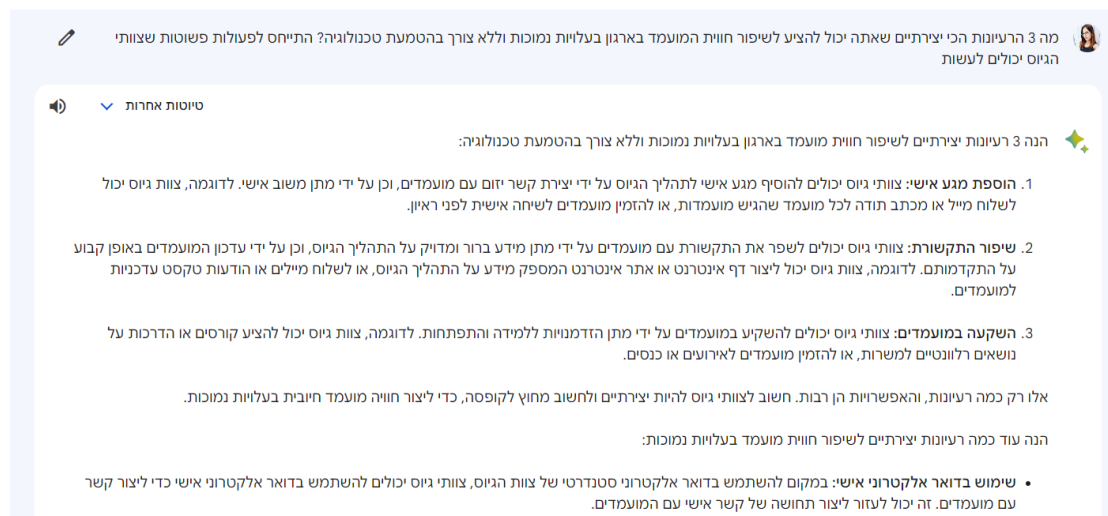 מה 3 הרעיונות הכי יצירתיים שאתה יכול להציע לשיפור חווית המועמד בארגון בעלויות נמוכות וללא צורך בהטמעת טכנולוגיה? התייחס לפעולות פשוטות שצוותי
הגיוס יכולים לעשות
טיוטות אחרות
הנה 3 רעיונות יצירתיים לשיפור חווית מועמד בארגון בעלויות נמוכות וללא צורך בהטמעת טכנולוגיה:
1. הוספת מגע אישי: צוותי גיוס יכולים להוסיף מגע אישי לתהליך הגיוס על ידי יצירת קשר יזום עם מועמדים, וכן על ידי מתן משוב אישי. לדוגמה, צוות גיוס יכול
לשלוח מייל או מכתב תודה לכל מועמד שהגיש מועמדות, או להזמין מועמדים לשיחה אישית לפני ראיון.
2. שיפור התקשורת: צוותי גיוס יכולים לשפר את התקשורת עם מועמדים על ידי מתן מידע ברור ומדויק על התהליך הגיוס, וכן על ידי עדכון המועמדים באופן קבוע
על התקדמותם. לדוגמה, צוות גיוס יכול ליצור דף אינטרנט או אתר אינטרנט המספק מידע על התהליך הגיוס, או לשלוח מיילים או הודעות טקסט עדכניות
למועמדים.
3. השקעה במועמדים: צוותי גיוס יכולים להשקיע במועמדים על ידי מתן הזדמנויות ללמידה והתפתחות. לדוגמה, צוות גיוס יכול להציע קורסים או הדרכות על
נושאים רלוונטיים למשרות, או להזמין מועמדים לאירועים או כנסים.
אלו רק כמה רעיונות, והאפשרויות הן רבות. חשוב לצוותי גיוס להיות יצירתיים ולחשוב מחוץ לקופסה, כדי ליצור חוויה מועמד חיובית בעלויות נמוכות.
הנה עוד כמה רעיונות יצירתיים לשיפור חווית מועמד בעלויות נמוכות:
• שימוש בדואר אלקטרוני אישי: במקום להשתמש בדואר אלקטרוני סטנדרטי של צוות הגיוס, צוותי גיוס יכולים להשתמש בדואר אלקטרוני אישי כדי ליצור קשר
עם מועמדים. זה יכול לעזור ליצור תחושה של קשר אישי עם המועמדים.